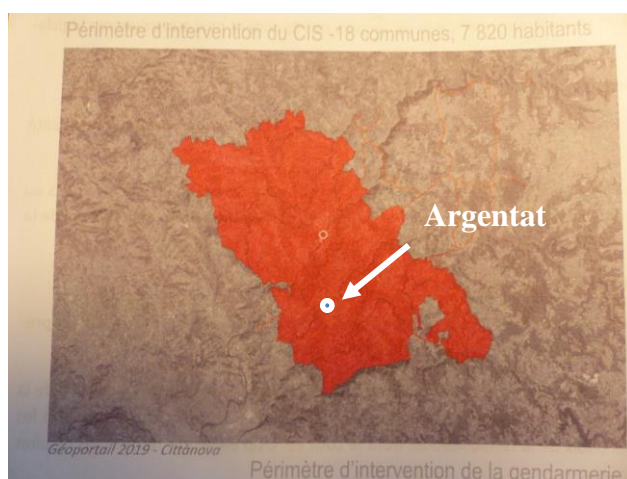 Périmètre d'intervention du CIS -18 communes, 7 820 habitants
Argentat
Géoportail 2019 - Cittànova
Périmètre d'intervention de la gendarmerie